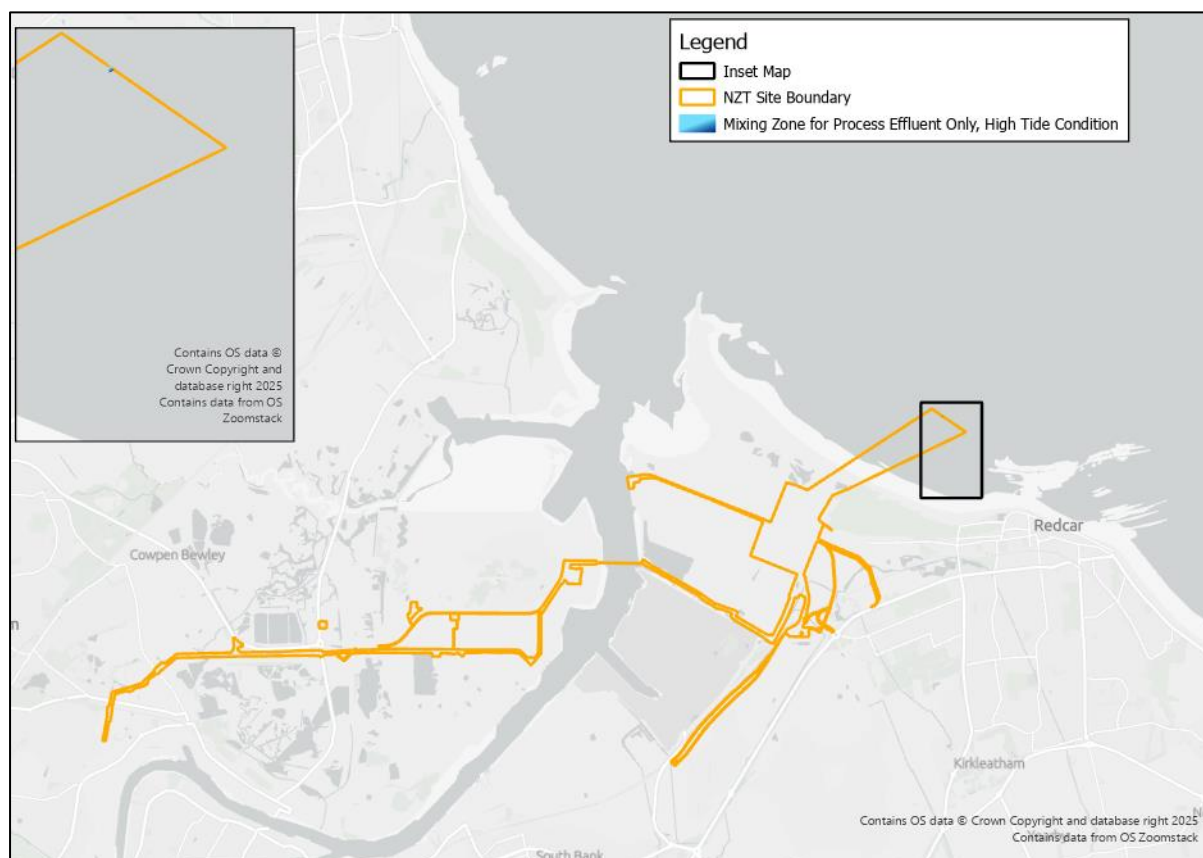 Legend
Inset Map
NZT Site Boundary
Mixing Zone for Process Effluent Only, High Tide Condition
Contains OS data ©
Crown Copyright and
database right 2025
Contains data from OS
Zoomstack
Redcar
Cowpen Bewley
Kirkleatham
Contains OS data © Crown Copyright and database right 2025
Contains data from OS Zoomstack
South Bank